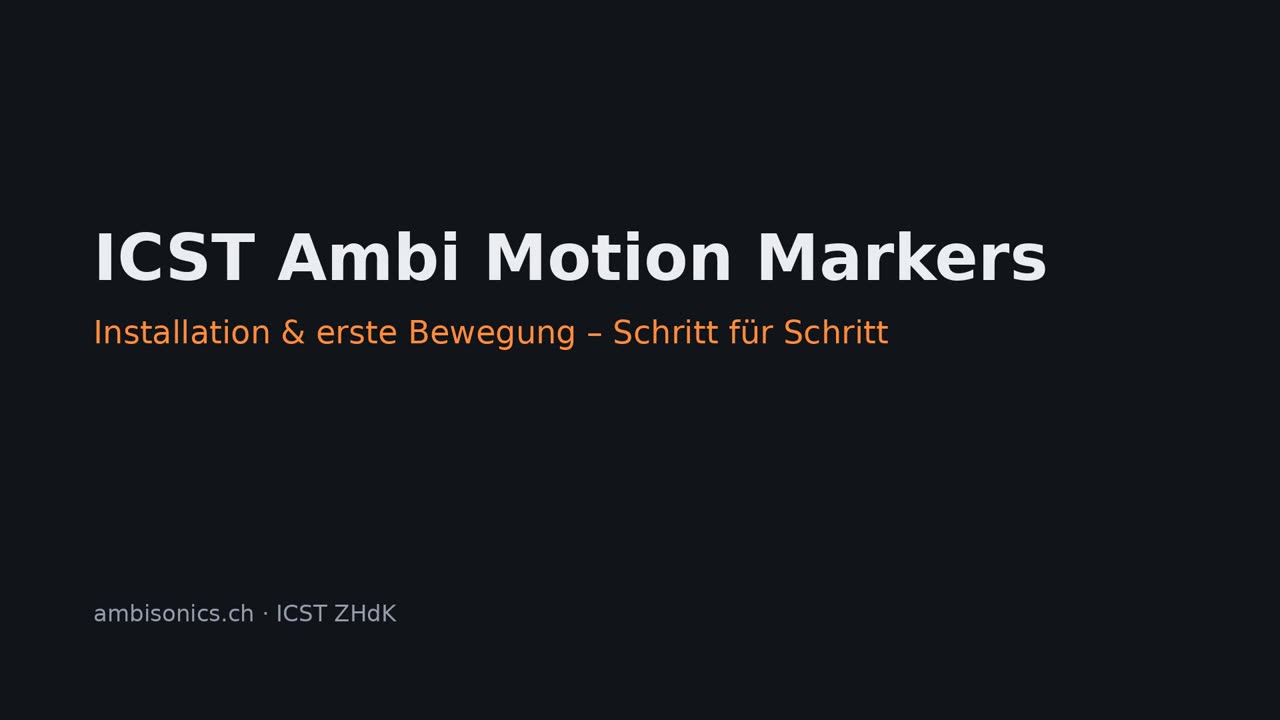 ICST Ambi Motion Markers
Installation & erste Bewegung – Schritt für Schritt
ambisonics.ch · ICST ZHdK